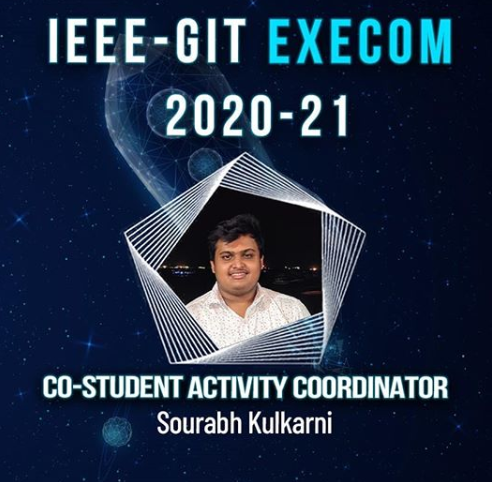 IEEE-GIT EXECOM
2020-21
CO-STUDENT ACTIVITY COORDINATOR
Sourabh Kulkarni